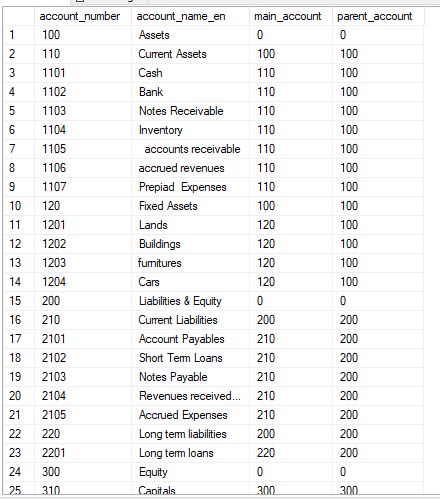 account_number account_name_en main_account parent_account
1 100 Assets 0 0
2 110 Current Assets 100 100
3 1101 Cash 110 100
4 1102 Bank 110 100
5 1103 Notes Receivable 110 100
6 1104 Inventory 110 100
7 1105 accounts receivable 110 100
8 1106 accrued revenues 110 100
9 1107 Prepiad Expenses 110 100
10 120 Fixed Assets 100 100
11 1201 Lands 120 100
12 1202 Buildings 120 100
13 1203 furnitures 120 100
14 1204 Cars 120 100
15 200 Liabilities & Equity 0 0
16 210 Current Liabilities 200 200
17 2101 Account Payables 210 200
18 2102 Short Term Loans 210 200
19 2103 Notes Payable 210 200
20 2104 Revenues received... 210 200
21 2105 Accrued Expenses 210 200
22 220 Long term liabilities 200 200
23 2201 Long term loans 220 200
24 300 Equity 0 0
25 310 Capitals 300 300